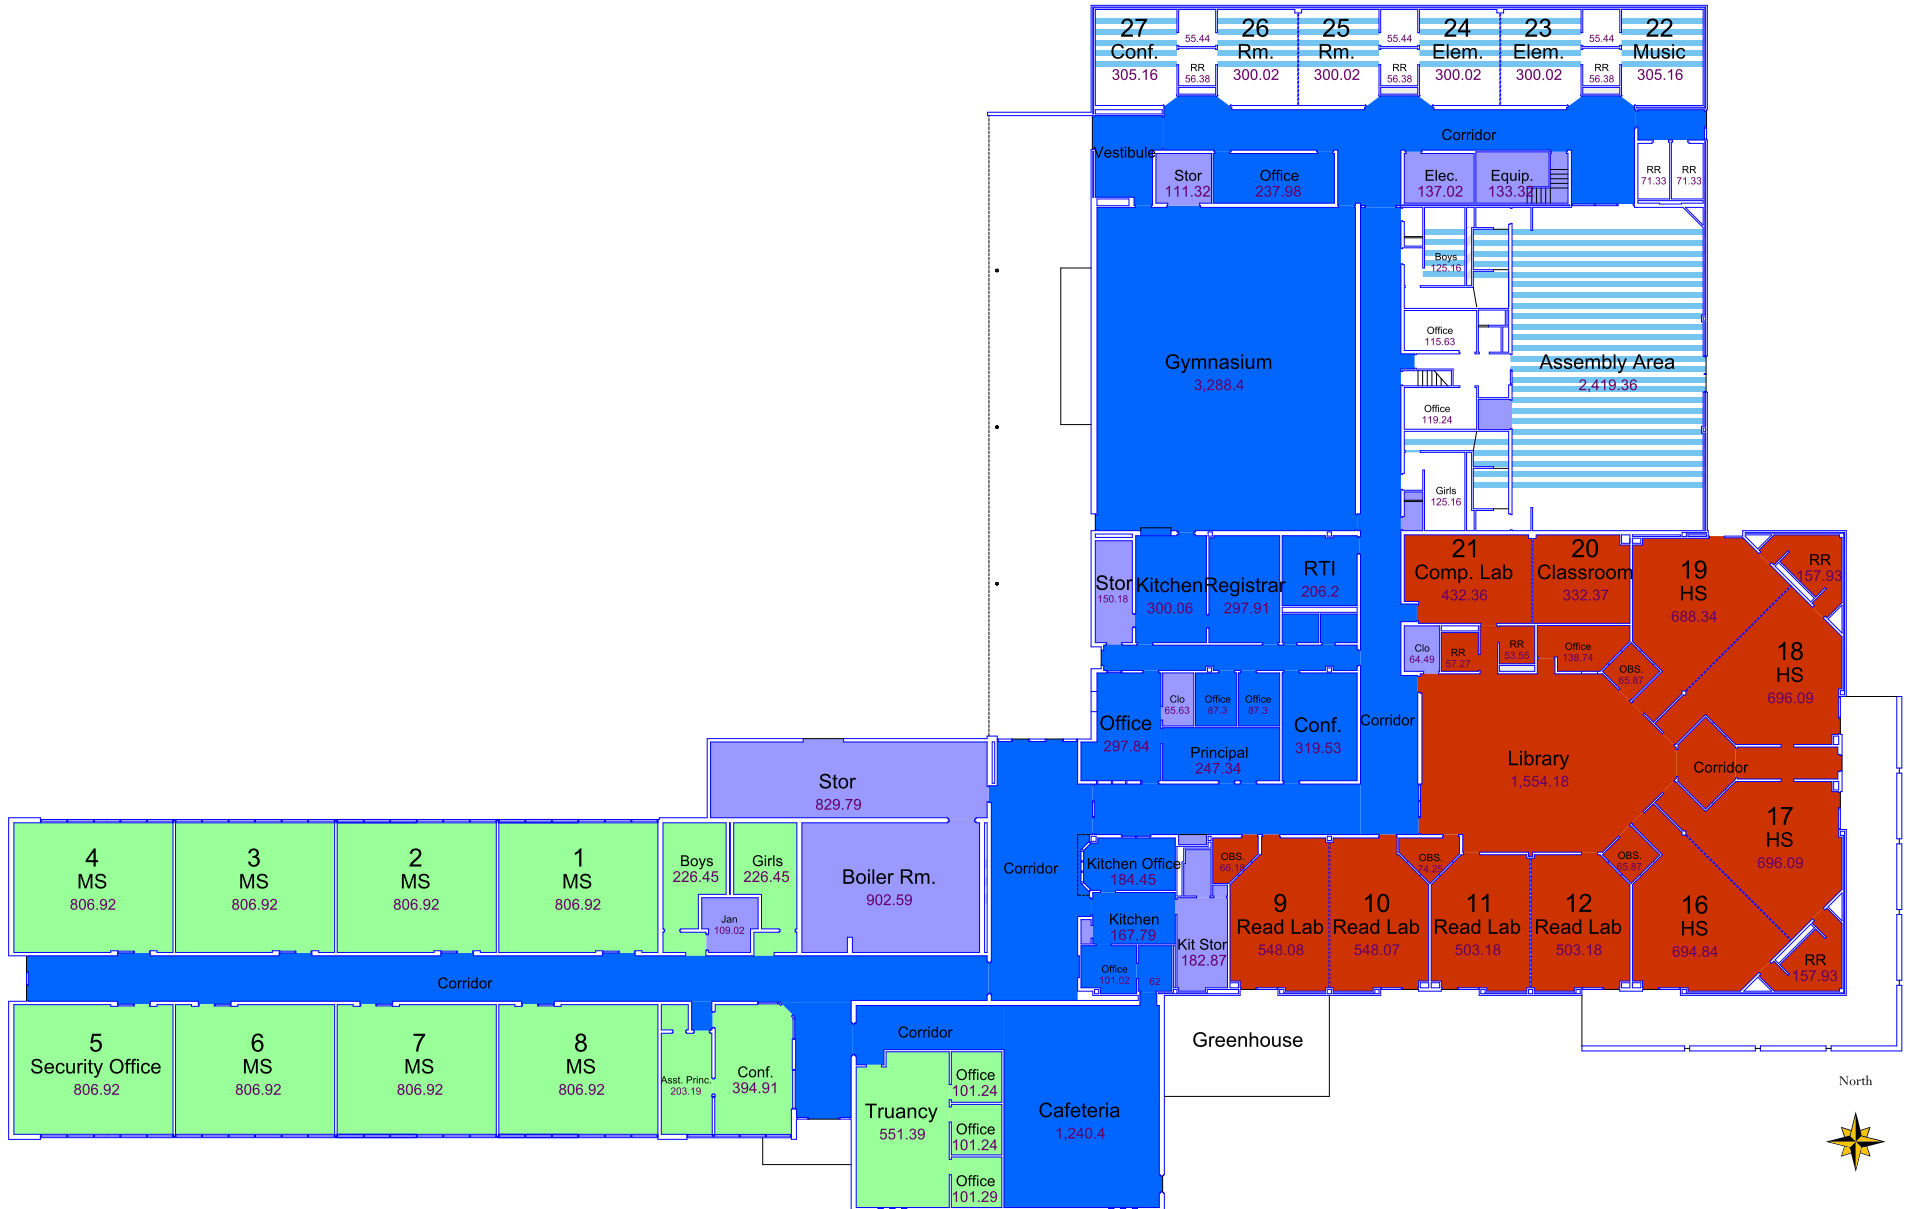 27
Conf.
305.16
55.44
RR
56.38
26
Rm.
300.02
25
Rm.
300.02
55.44
RR
56.38
24
Elem.
300.02
23
Elem.
300.02
55.44
RR
56.38
22
Music
305.16
Corridor
Vestibule
Stor
111.32
Office
237.98
Elec.
137.02
Equip.
133.32
RR
71.33
RR
71.33
Boys
125.16
Office
115.63
Gymnasium
3,288.4
Assembly Area
2,419.36
Office
119.24
Girls
125.16
Stor
150.18
Kitchen
300.06
Registrar
297.91
RTI
206.2
21
Comp. Lab
432.36
20
Classroom
332.37
19
HS
688.34
RR
157.93
Clo
64.49
RR
57.27
RR
53.55
Office
138.74
OBS.
65.87
18
HS
696.09
Office
297.84
Clo
65.63
Office
87.3
Office
87.3
Principal
247.34
Conf.
319.53
Corridor
Library
1,554.18
Corridor
Stor
829.79
4
MS
806.92
3
MS
806.92
2
MS
806.92
1
MS
806.92
Boys
226.45
Girls
226.45
Jan
109.02
Boiler Rm.
902.59
Corridor
Kitchen Office
184.45
Kitchen
167.79
Office
101.02
62
Kit Stor
182.87
OBS.
66.18
9
Read Lab
548.08
10
Read Lab
548.07
OBS.
74.25
11
Read Lab
503.18
12
Read Lab
503.18
OBS.
65.87
17
HS
696.09
16
HS
694.84
RR
157.93
Corridor
5
Security Office
806.92
6
MS
806.92
7
MS
806.92
8
MS
806.92
Asst. Princ.
203.19
Conf.
394.91
Corridor
Truancy
551.39
Office
101.24
Office
101.24
Office
101.29
Cafeteria
1,240.4
Greenhouse
North